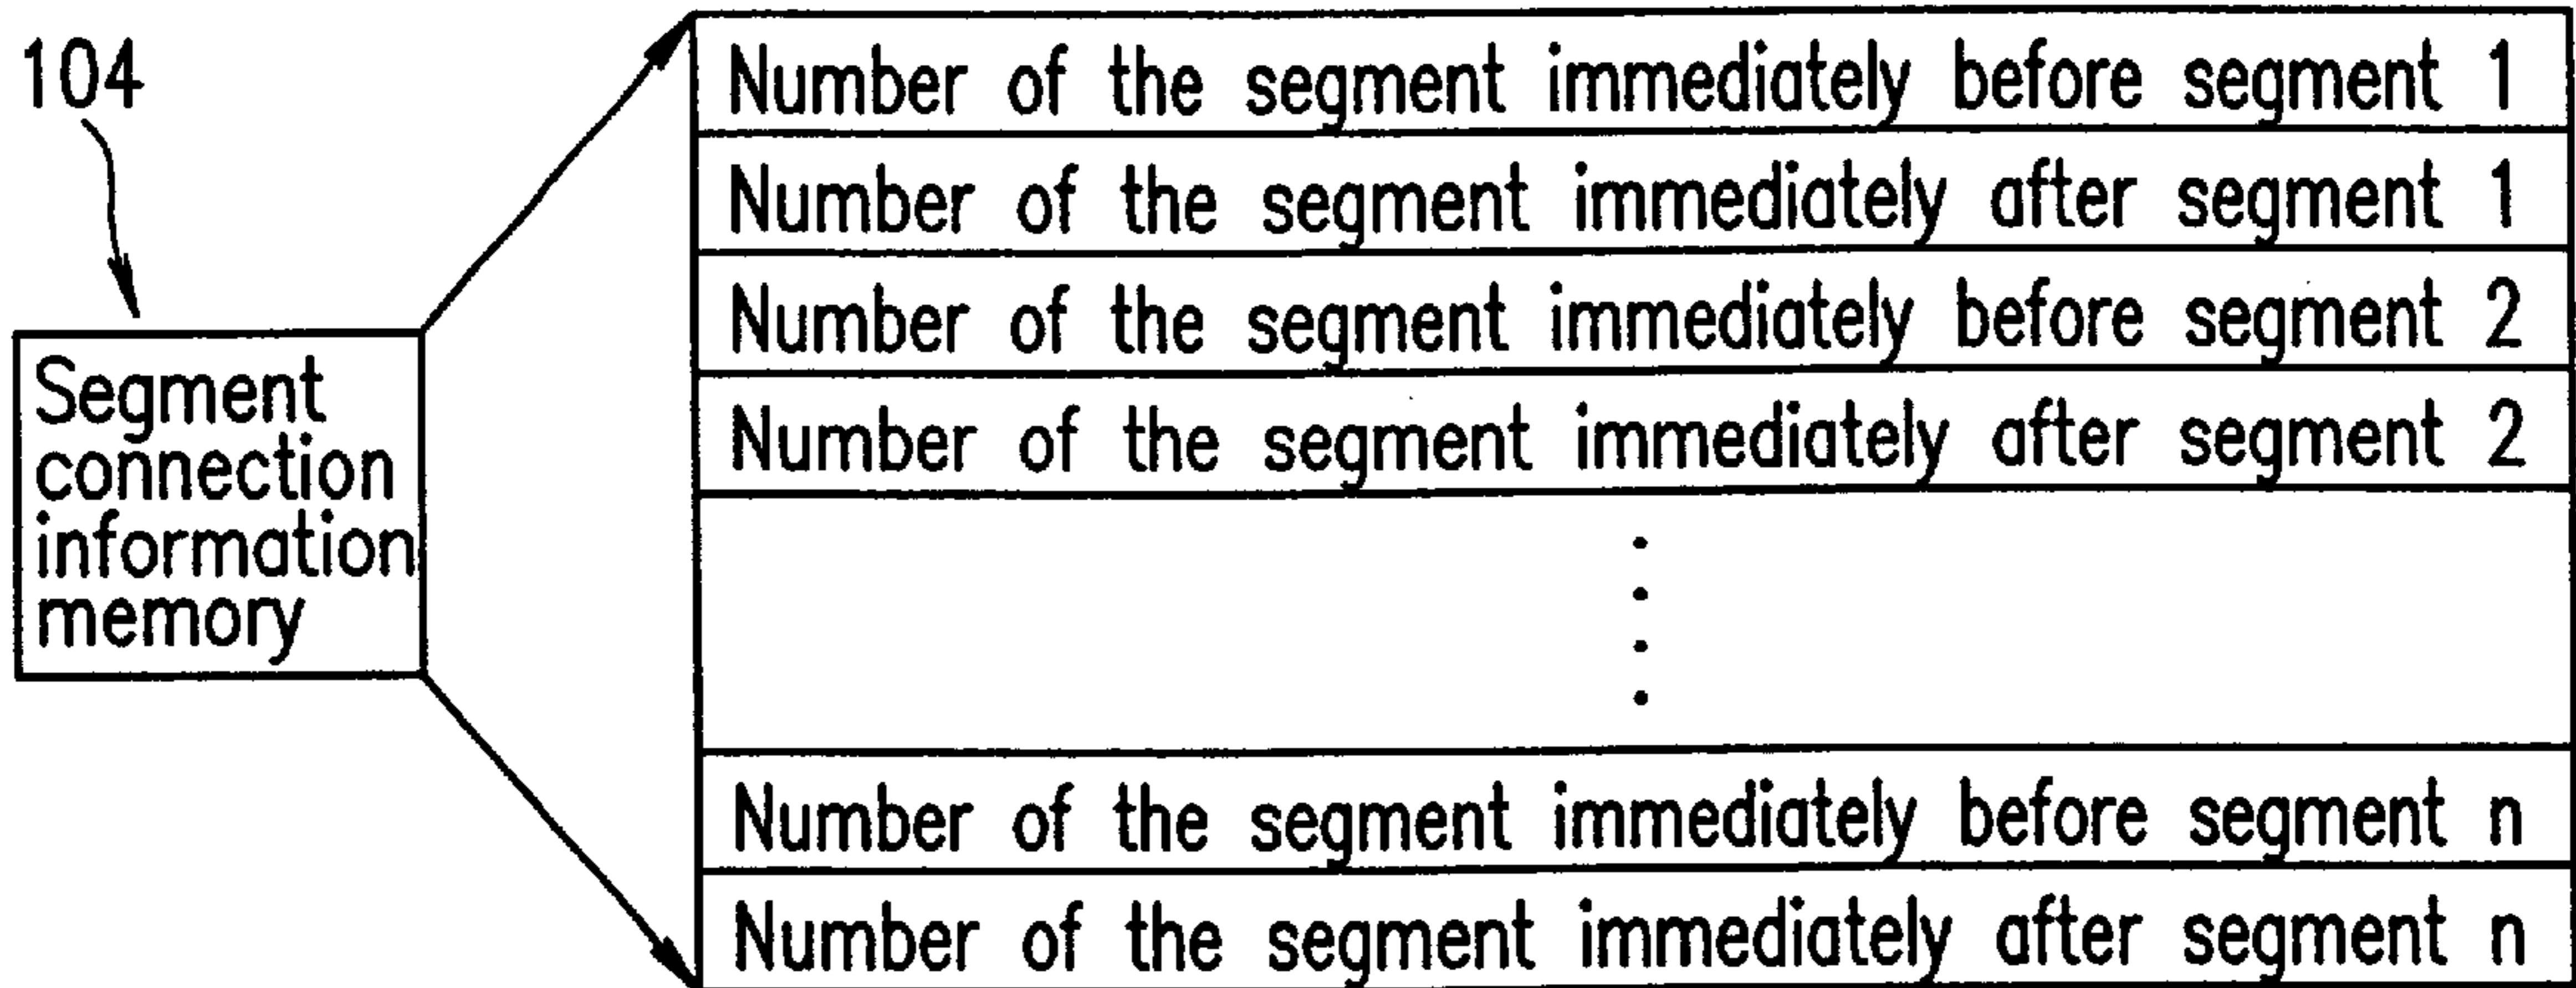 104
Segment
connection
information
memory
Number of the segment immediately before segment 1
Number of the segment immediately after segment 1
Number of the segment immediately before segment 2
Number of the segment immediately after segment 2
Number of the segment immediately before segment n
Number of the segment immediately after segment n